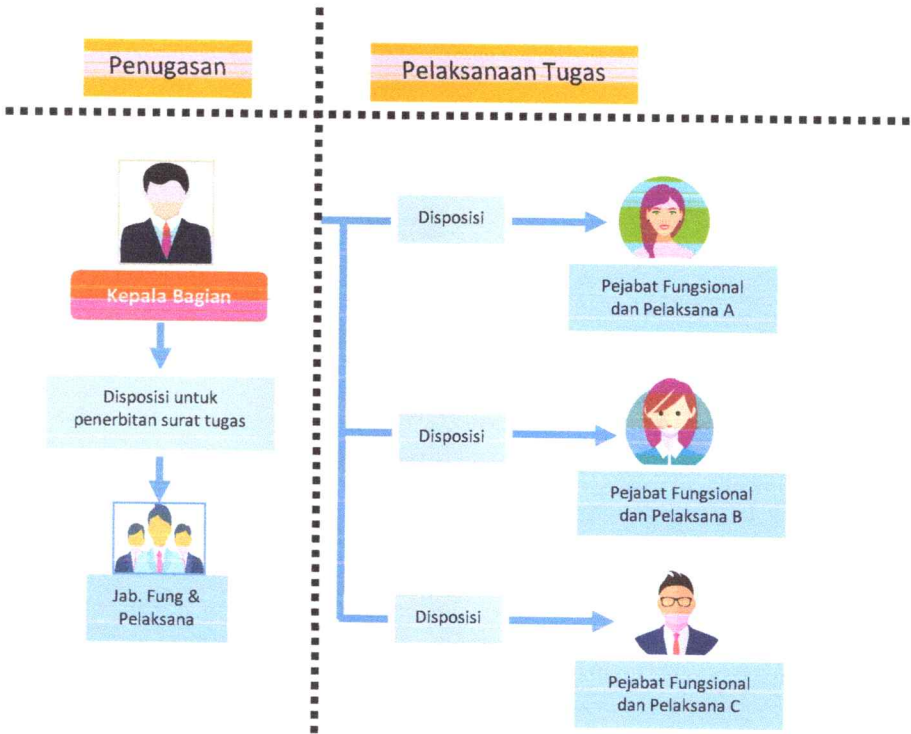 Penugasan
Pelaksanaan Tugas
Kepala Bagian
Disposisi untuk
penerbitan surat tugas
Jab. Fung &
Pelaksana
Disposisi
Pejabat Fungsional
dan Pelaksana A
Disposisi
Pejabat Fungsional
dan Pelaksana B
Disposisi
Pejabat Fungsional
dan Pelaksana C